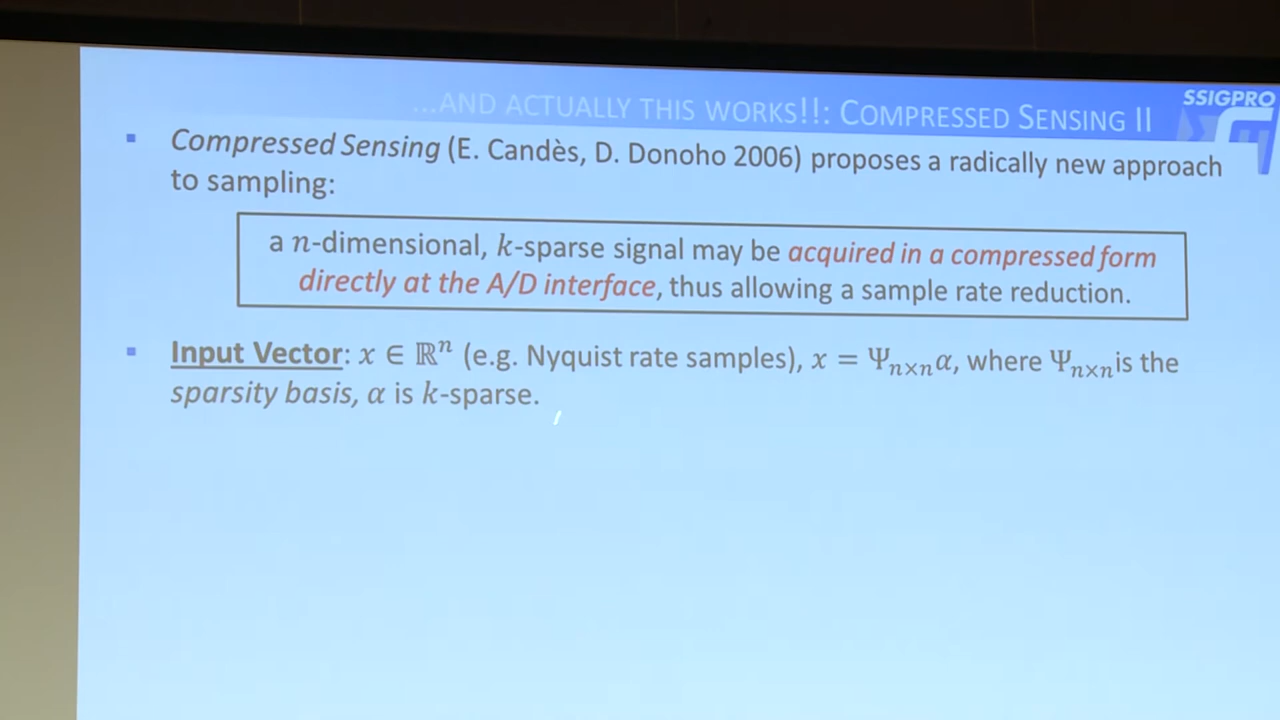 ...AND ACTUALLY THIS WORKS!!: COMPRESSED SENSING II
SSIGPRO
▪ Compressed Sensing (E. Candès, D. Donoho 2006) proposes a radically new approach
to sampling:
a n-dimensional, k-sparse signal may be acquired in a compressed form
directly at the A/D interface, thus allowing a sample rate reduction.
▪ Input Vector: x ∈ ℝⁿ (e.g. Nyquist rate samples), x = Ψₙₓₙα, where Ψₙₓₙ is the
sparsity basis, α is k-sparse.